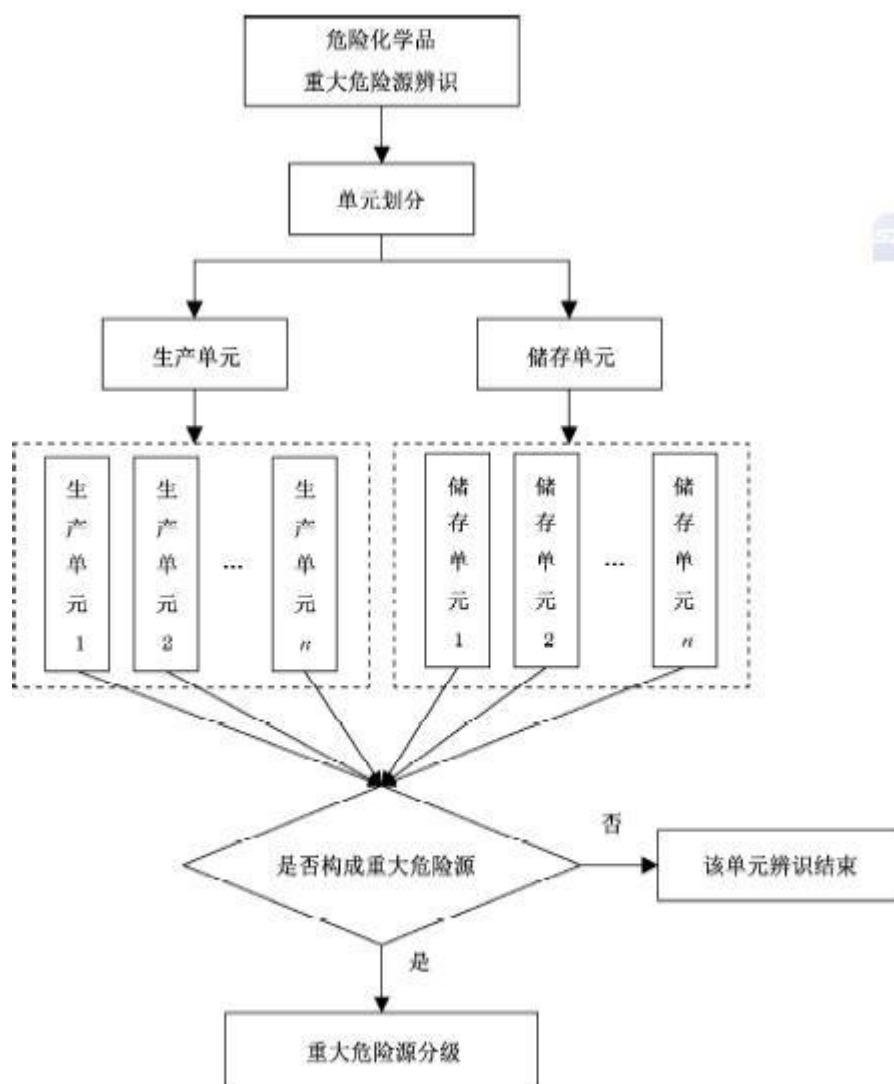 危险化学品
重大危险源辨识
单元划分
生产单元
储存单元
生产单元1
生产单元2
…
生产单元n
储存单元1
储存单元2
…
储存单元n
是否构成重大危险源
否
该单元辨识结束
是
重大危险源分级